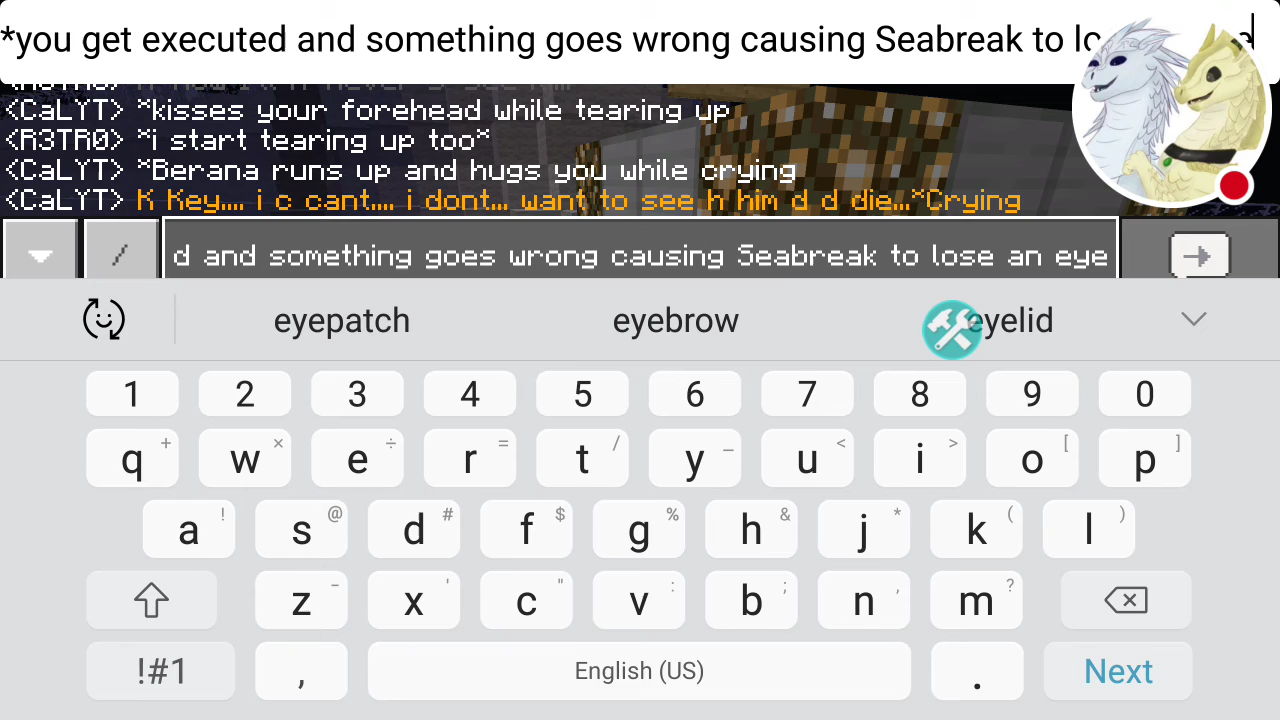 *you get executed and something goes wrong causing Seabreak to
<CaLYT> *kisses your forehead while tearing up
<R3TR0> *i start tearing up too*
<CaLYT> *Berana runs up and hugs you while crying
<CaLYT> K Key.... i c cant.... i dont... want to see h him d d die...*Crying
/
d and something goes wrong causing Seabreak to lose an eye
eyepatch eyebrow eyelid
1 2 3 4 5 6 7 8 9 0
q + w × e ÷ r = t / y _ u < i > o [ p ]
a ! s @ d # f $ g % h & j * k ( l )
z - x ' c " v : b ; n , m ?
!#1 , English (US) . Next